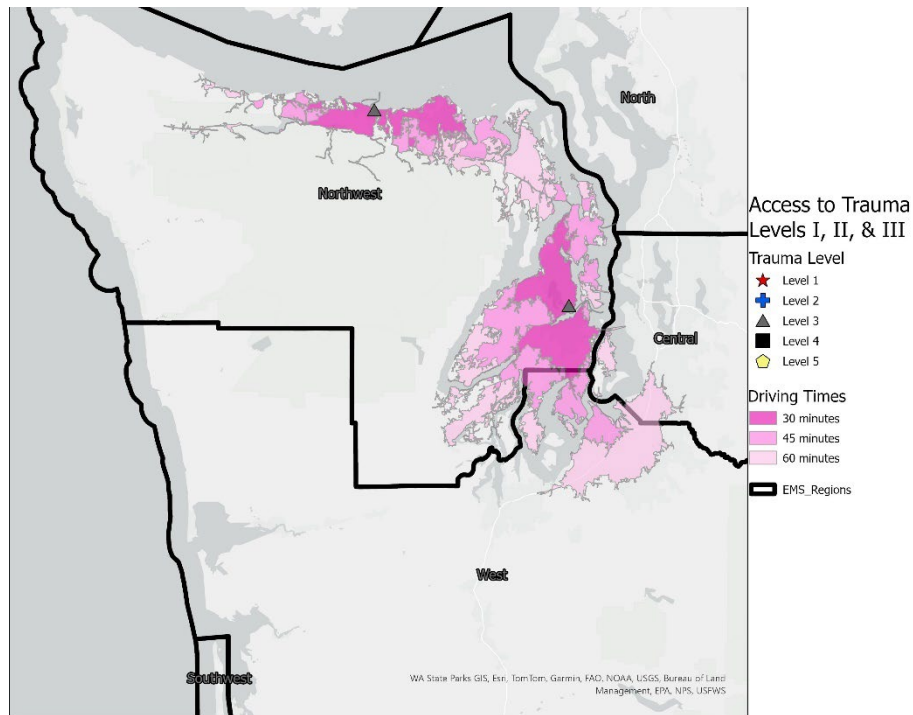 North
Northwest
Central
West
Southwest
WA State Parks GIS, Esri, TomTom, Garmin, FAO, NOAA, USGS, Bureau of Land
Management, EPA, NPS, USFWS
Access to Trauma
Levels I, II, & III
Trauma Level
Level 1
Level 2
Level 3
Level 4
Level 5
Driving Times
30 minutes
45 minutes
60 minutes
EMS_Regions